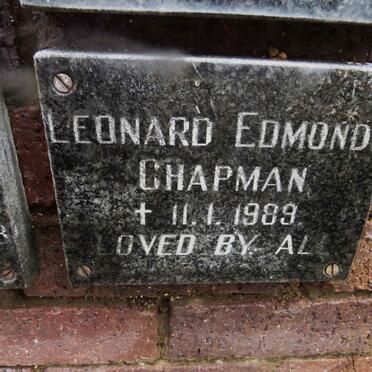 LEONARD EDMOND
CHAPMAN
+ 11.1.1989
LOVED BY ALL